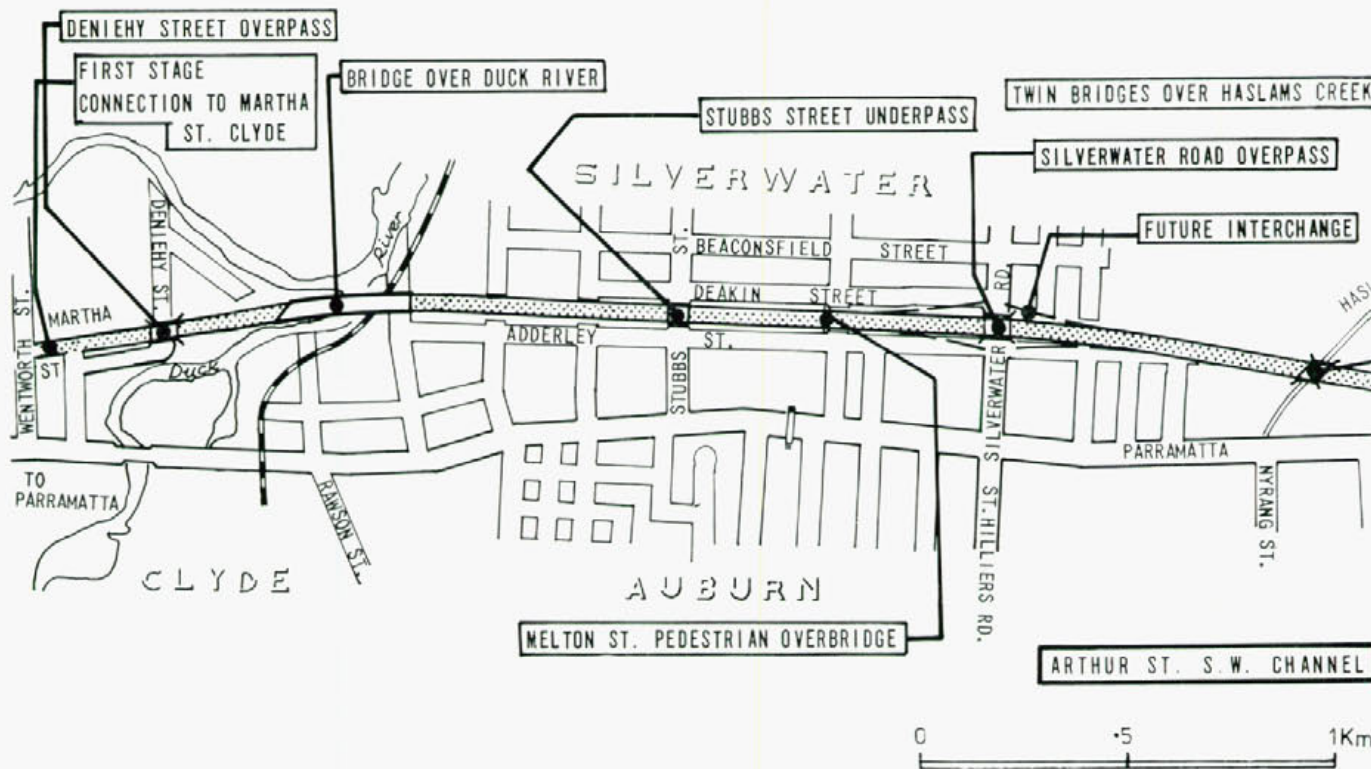 DENIEHY STREET OVERPASS
FIRST STAGE
CONNECTION TO MARTHA
ST. CLYDE
BRIDGE OVER DUCK RIVER
STUBBS STREET UNDERPASS
TWIN BRIDGES OVER HASLAMS CREEK
SILVERWATER ROAD OVERPASS
FUTURE INTERCHANGE
SILVERWATER
DENIEHY ST.
River
ST.
BEACONSFIELD STREET
RD.
DEAKIN STREET
HASL
WENTWORTH ST.
MARTHA
ST
ADDERLEY ST.
Duck
STUBBS
SILVERWATER
PARRAMATTA
TO
PARRAMATTA
RAWSON ST.
ST. HILLIERS RD.
NYRANG ST.
CLYDE
AUBURN
MELTON ST. PEDESTRIAN OVERBRIDGE
ARTHUR ST. S.W. CHANNEL
0 ·5 1Km